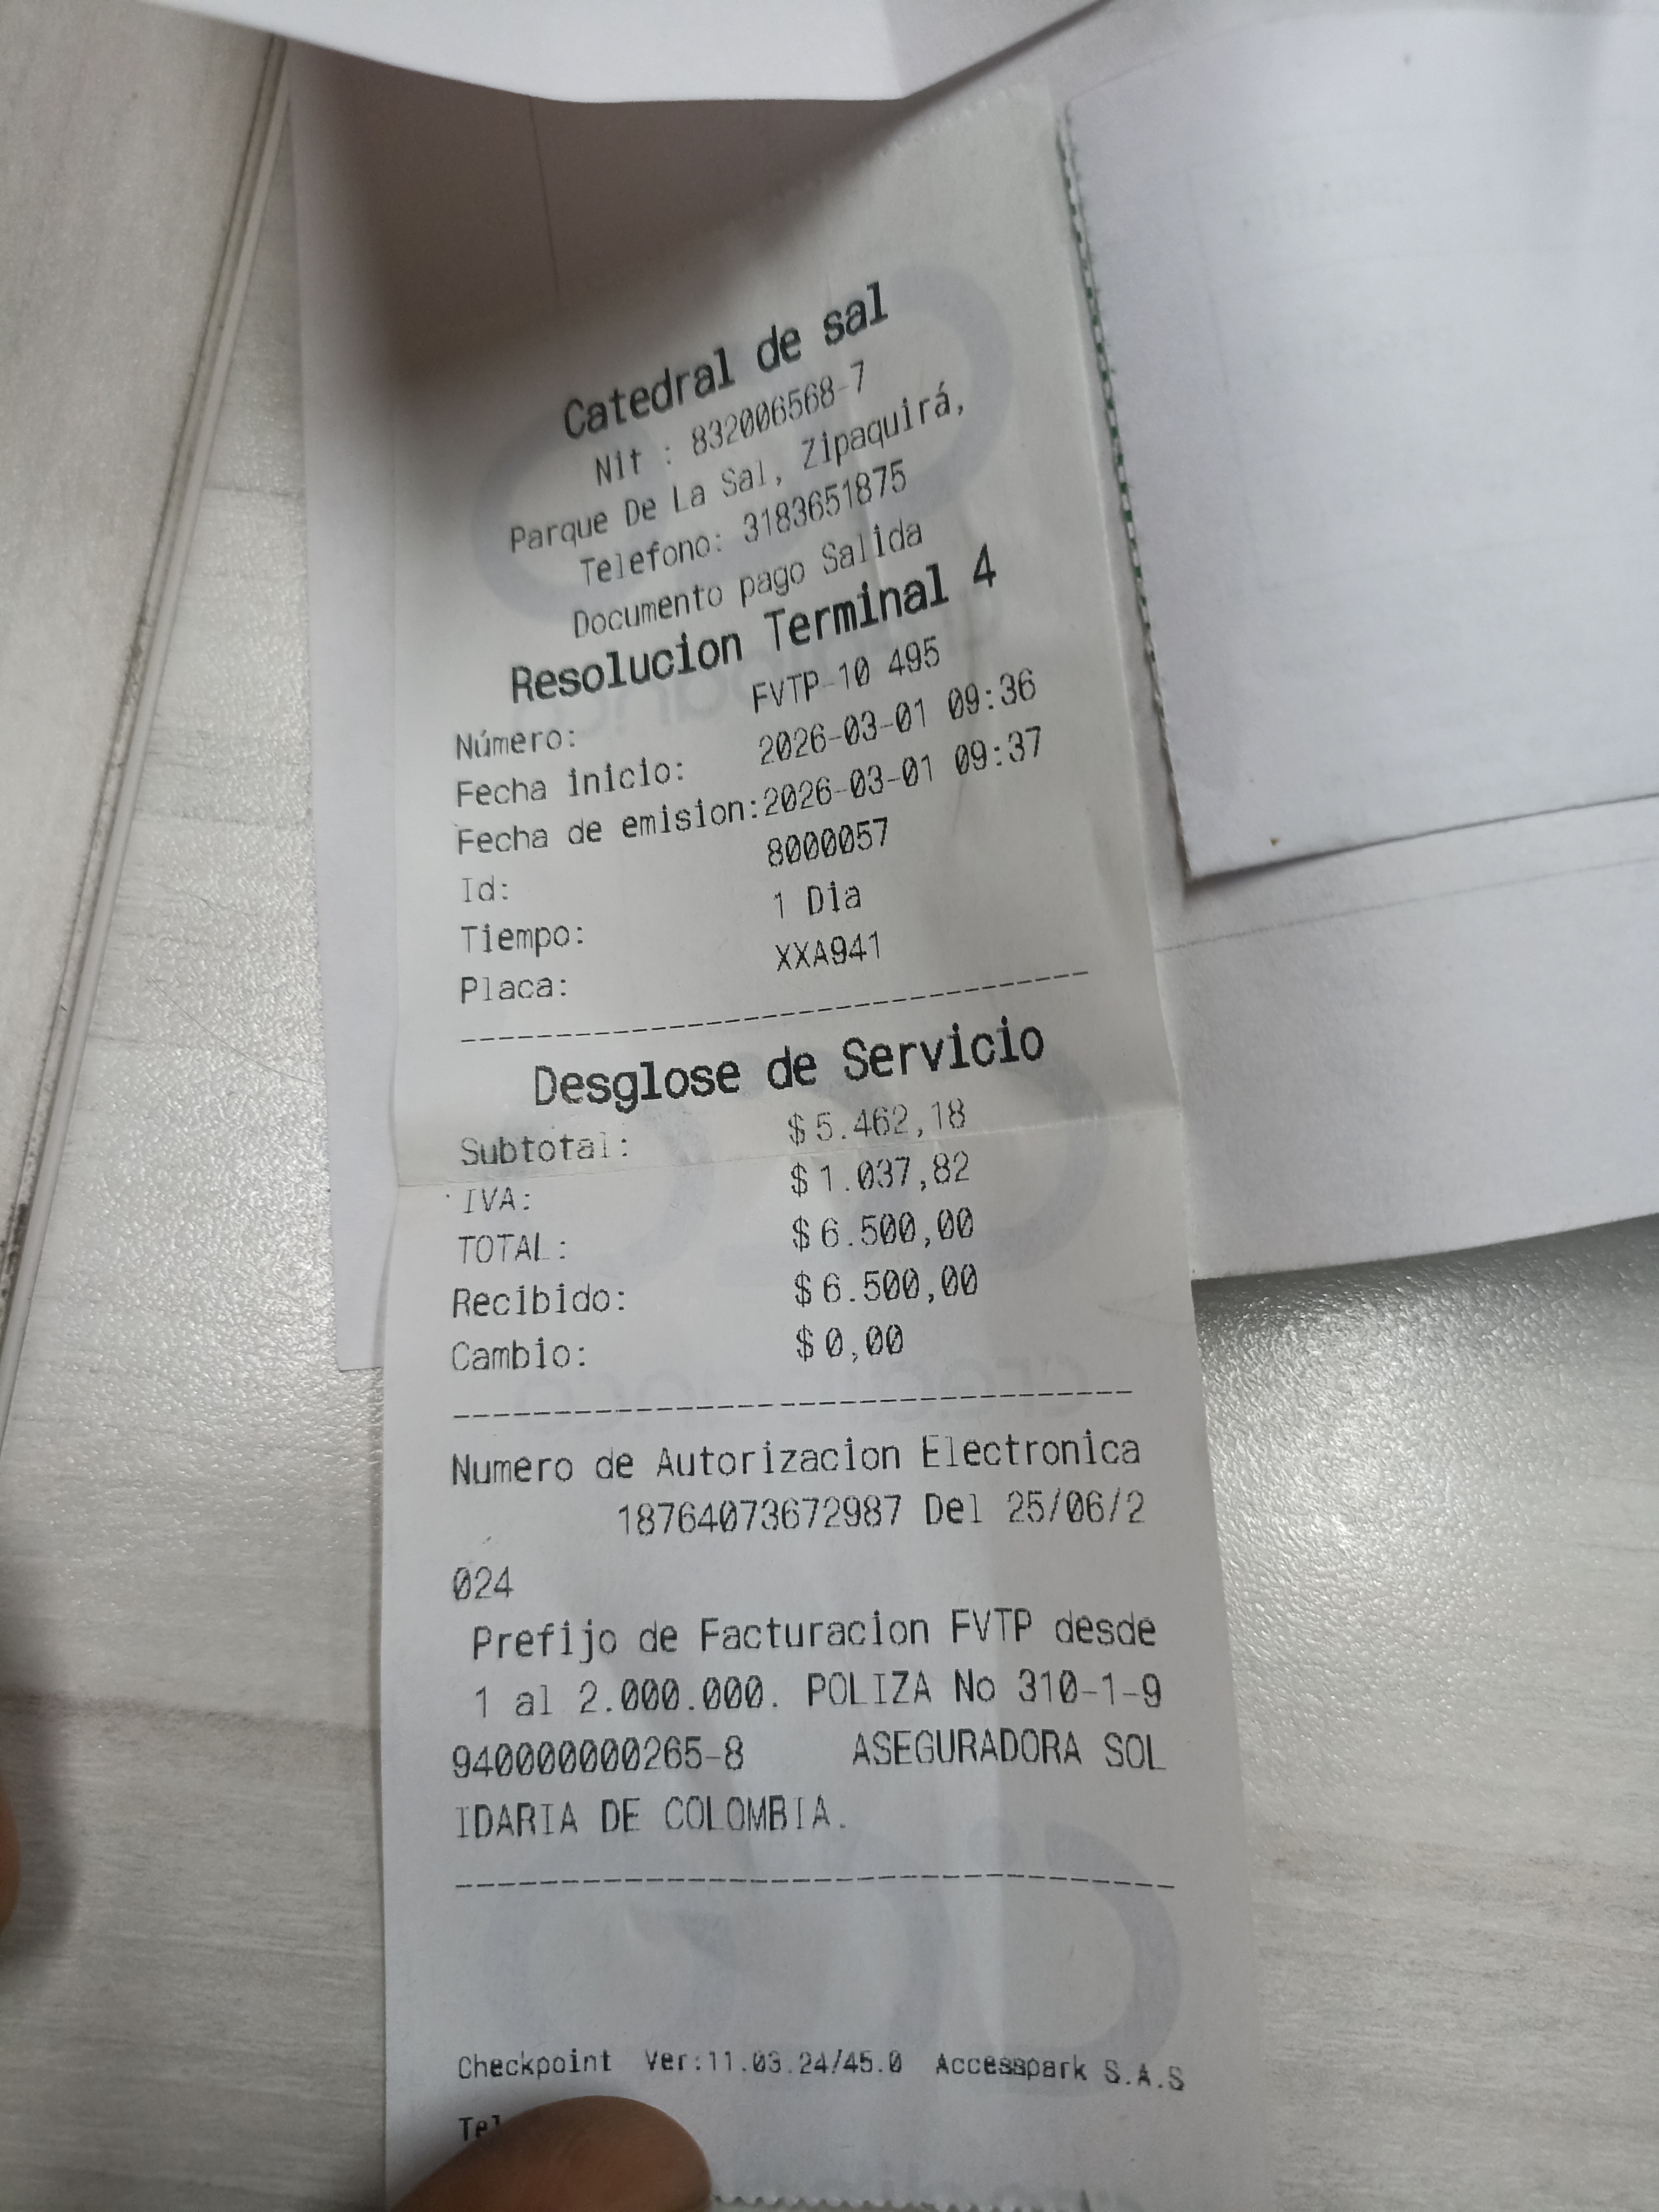 Catedral de sal
Nit : 832006568-7
Parque De La Sal, Zipaquirá,
Telefono: 3183651875
Documento pago Salida
Resolucion Terminal 4
Número: FVTP-10 495
Fecha inicio: 2026-03-01 09:36
Fecha de emision:2026-03-01 09:37
Id: 8000057
Tiempo: 1 Dia
Placa: XXA941
Desglose de Servicio
Subtotal: $5.462,18
IVA: $1.037,82
TOTAL: $6.500,00
Recibido: $6.500,00
Cambio: $0,00
Numero de Autorizacion Electronica
18764073672987 Del 25/06/2
024
Prefijo de Facturacion FVTP desde
1 al 2.000.000. POLIZA No 310-1-9
940000000265-8 ASEGURADORA SOL
IDARIA DE COLOMBIA.
Checkpoint Ver:11.03.24/45.0 Accesspark S.A.S
Tel